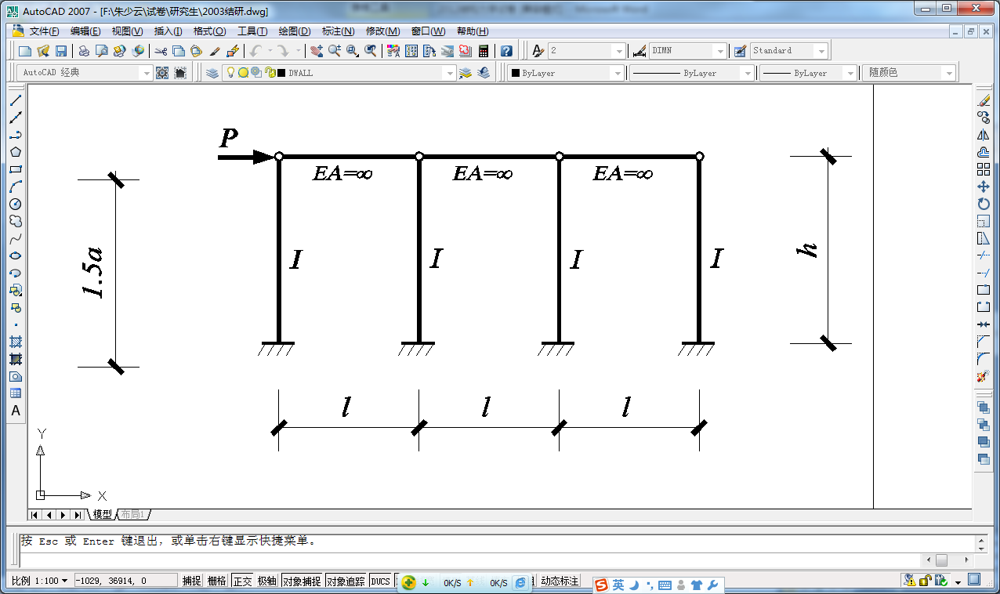 AutoCAD 2007 - [F:\朱少云\试卷\研究生\2003结研.dwg]
文件(F) 编辑(E) 视图(V) 插入(I) 格式(O) 工具(T) 绘图(D) 标注(N) 修改(M) 窗口(W) 帮助(H)
2 DIMN Standard
AutoCAD 经典 DWALL ByLayer ByLayer ByLayer 随颜色
P
EA=∞ EA=∞ EA=∞
1.5a I I I I h
l l l
Y
X
模型 布局1
按 Esc 或 Enter 键退出，或单击右键显示快捷菜单。
比例 1:100 -1029, 36914, 0 捕捉 栅格 正交 极轴 对象捕捉 对象追踪 DUCS 0K/S 0K/S 动态标注
英